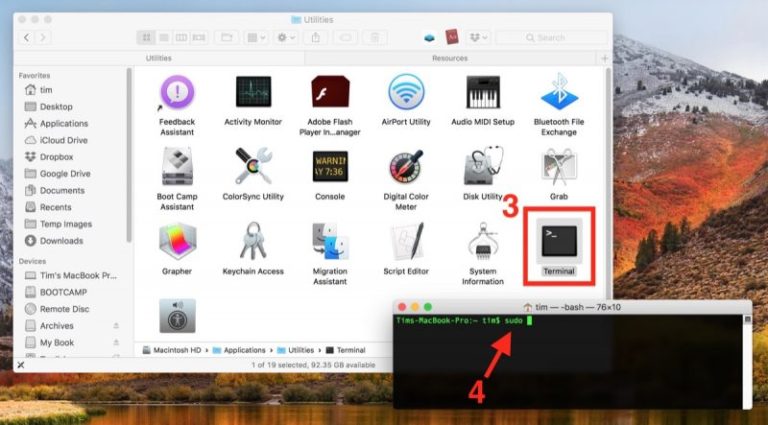 Utilities
Search
Utilities
Resources
Favorites
tim
Desktop
Applications
iCloud Drive
Dropbox
Google Drive
Documents
Recents
Temp Images
Downloads
Devices
Tim's MacBook Pr...
BOOTCAMP
Remote Disc
Archives
My Book
Feedback
Assistant
Activity Monitor
Adobe Flash
Player In...anager
AirPort Utility
Audio MIDI Setup
Bluetooth File
Exchange
WARNIN
AY 7:36
Boot Camp
Assistant
ColorSync Utility
Console
Digital Color
Meter
Disk Utility
Grab
3
>_
Grapher
Keychain Access
Migration
Assistant
Script Editor
System
Information
Terminal
Macintosh HD › Applications › Utilities › Terminal
1 of 19 selected, 92.35 GB available
tim — -bash — 76×10
Tims-MacBook-Pro:~ tim$ sudo
4